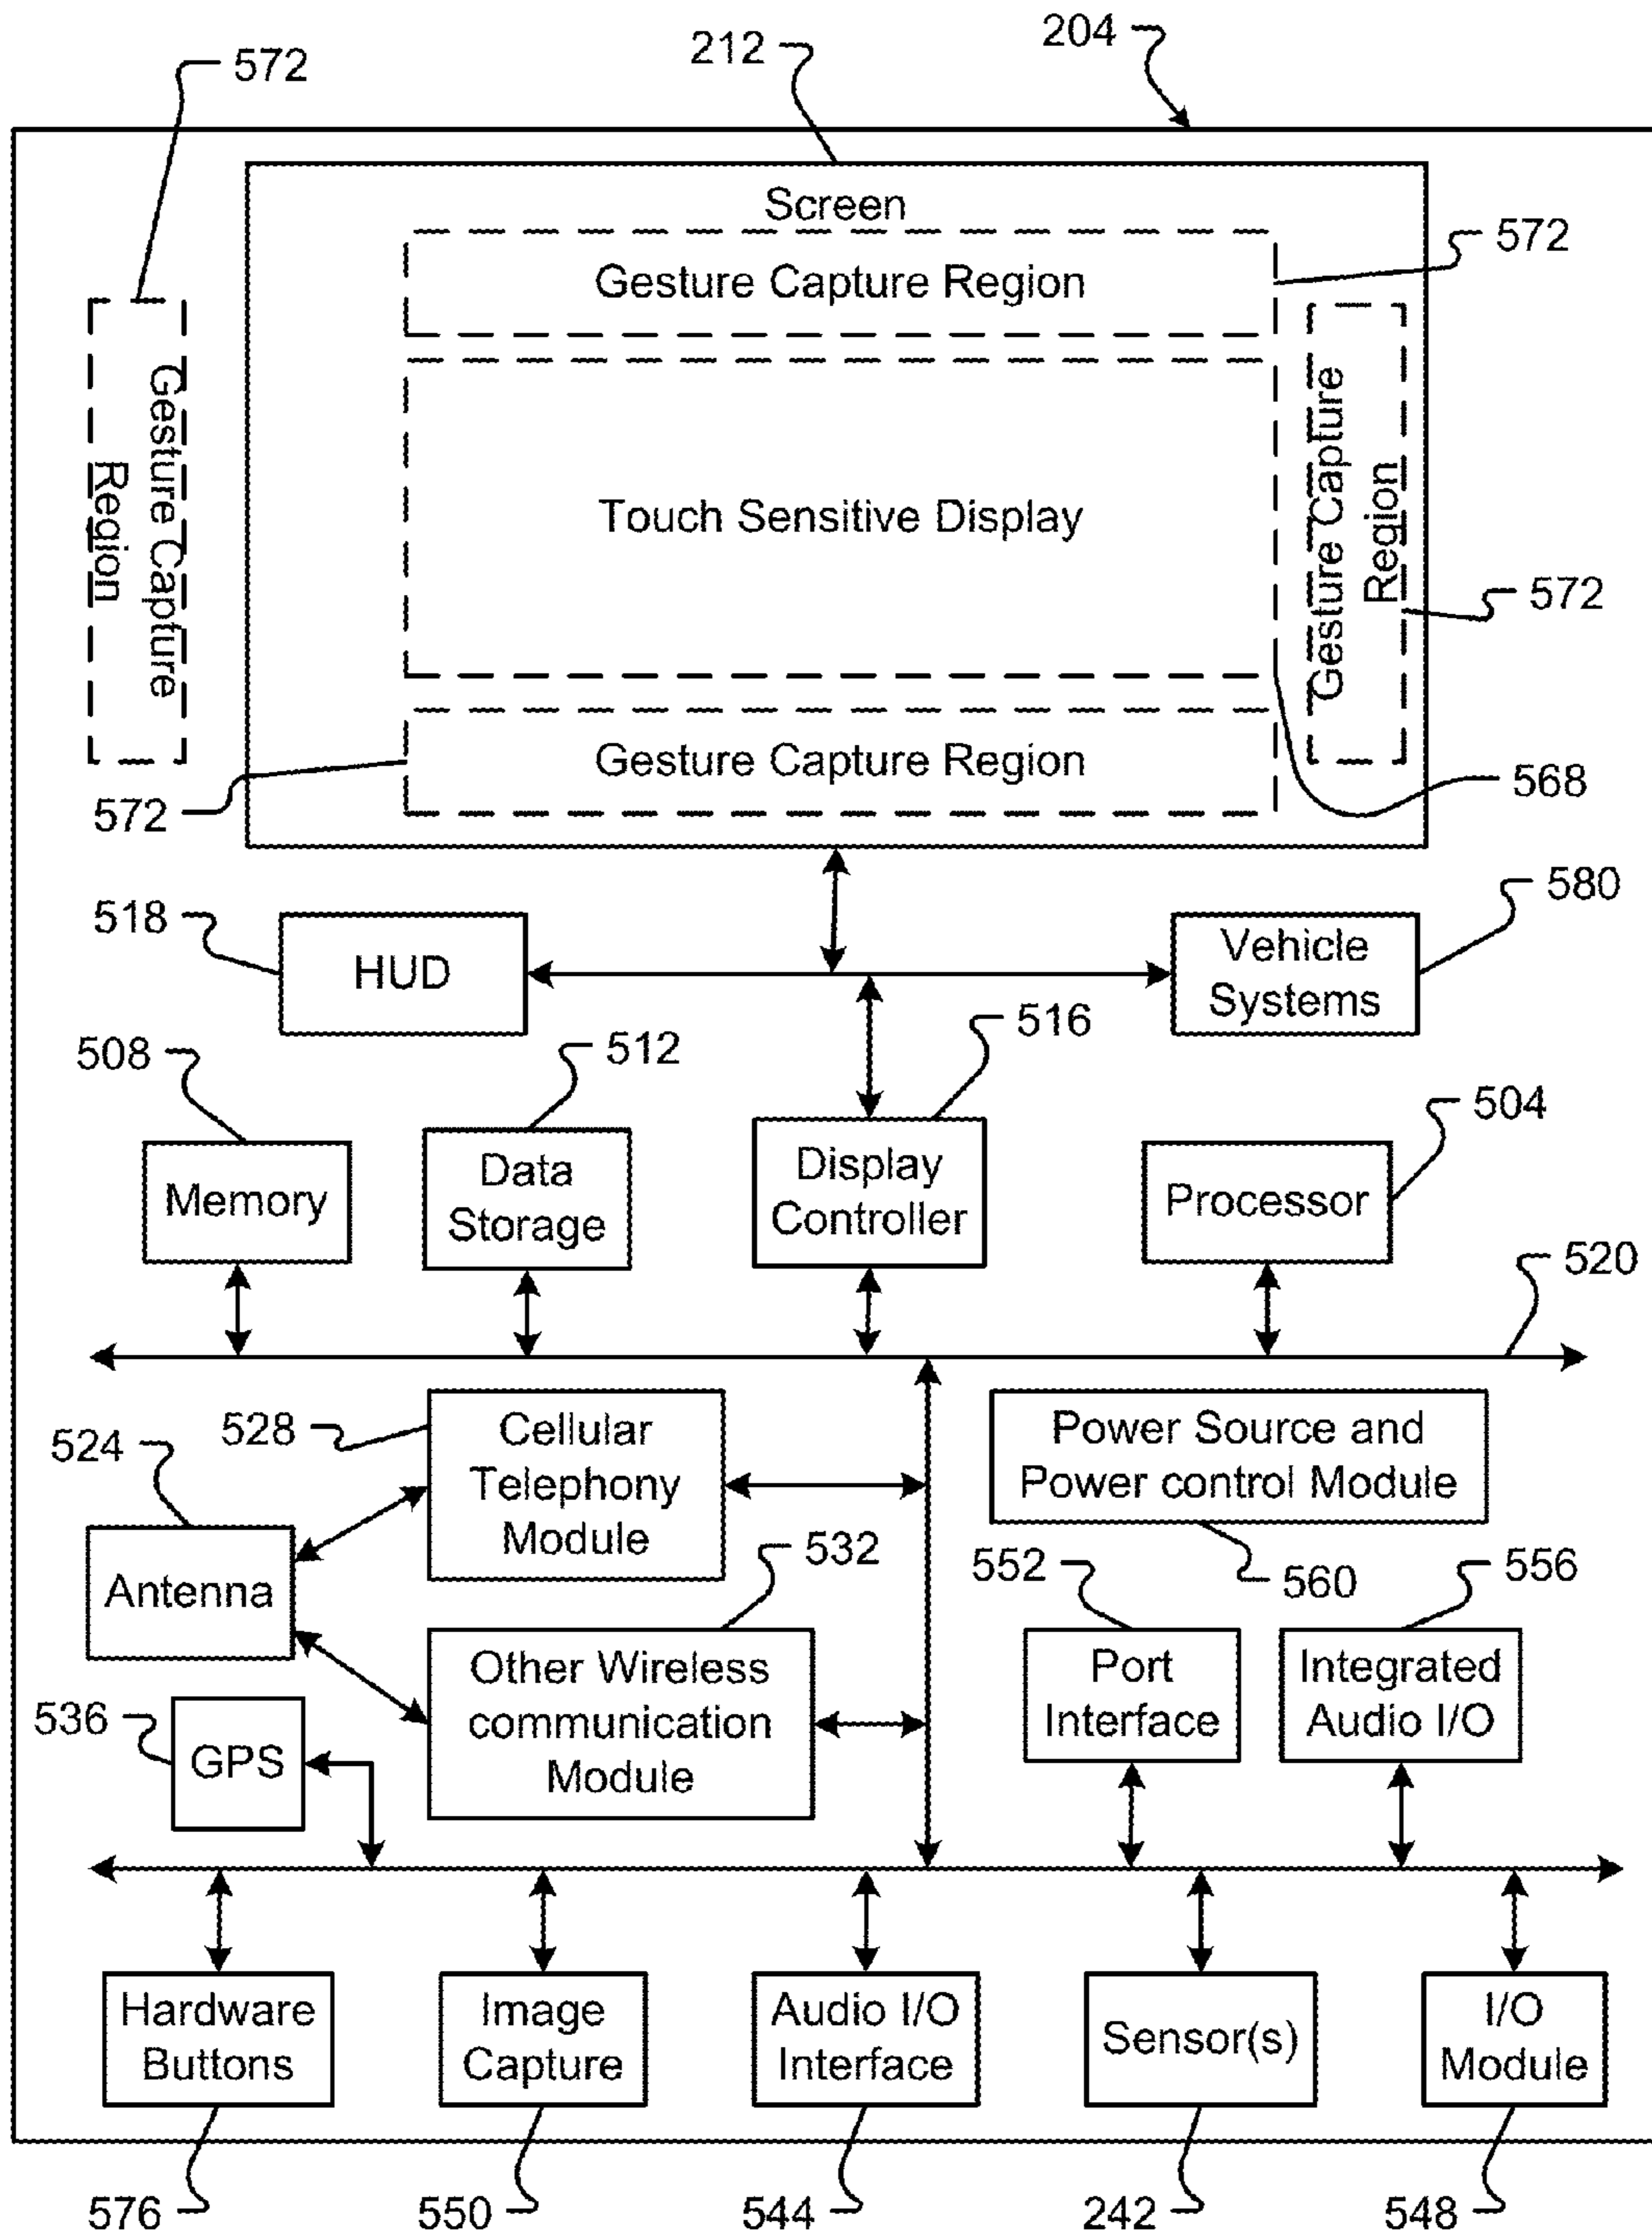 204
212
572
Screen
572
Gesture Capture Region
Gesture Capture
Region
Gesture Capture
Region
Touch Sensitive Display
572
Gesture Capture Region
568
572
580
518
HUD
Vehicle
Systems
516
508
512
504
Memory
Data
Storage
Display
Controller
Processor
520
528
Cellular
Telephony
Module
Power Source and
Power control Module
524
Antenna
532
552
560
556
Other Wireless
communication
Module
Port
Interface
Integrated
Audio I/O
536
GPS
Hardware
Buttons
Image
Capture
Audio I/O
Interface
Sensor(s)
I/O
Module
576
550
544
242
548